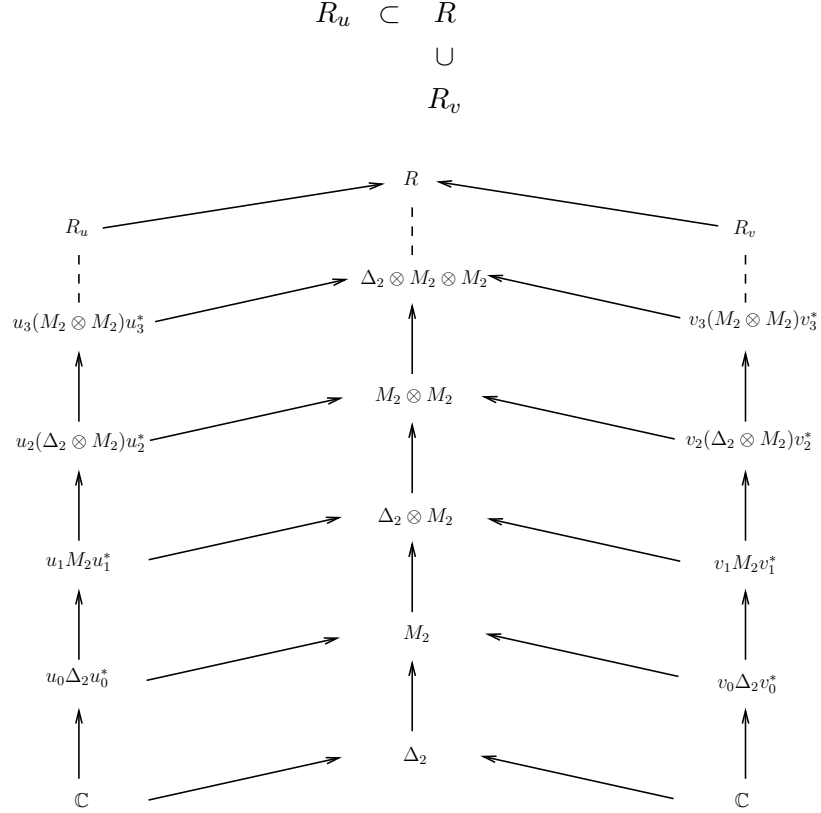 R_u ⊂ R
∪
R_v
R
R_u R_v
Δ_2 ⊗ M_2 ⊗ M_2
u_3(M_2 ⊗ M_2)u_3^* v_3(M_2 ⊗ M_2)v_3^*
M_2 ⊗ M_2
u_2(Δ_2 ⊗ M_2)u_2^* v_2(Δ_2 ⊗ M_2)v_2^*
Δ_2 ⊗ M_2
u_1M_2u_1^* v_1M_2v_1^*
M_2
u_0Δ_2u_0^* v_0Δ_2v_0^*
Δ_2
ℂ ℂ